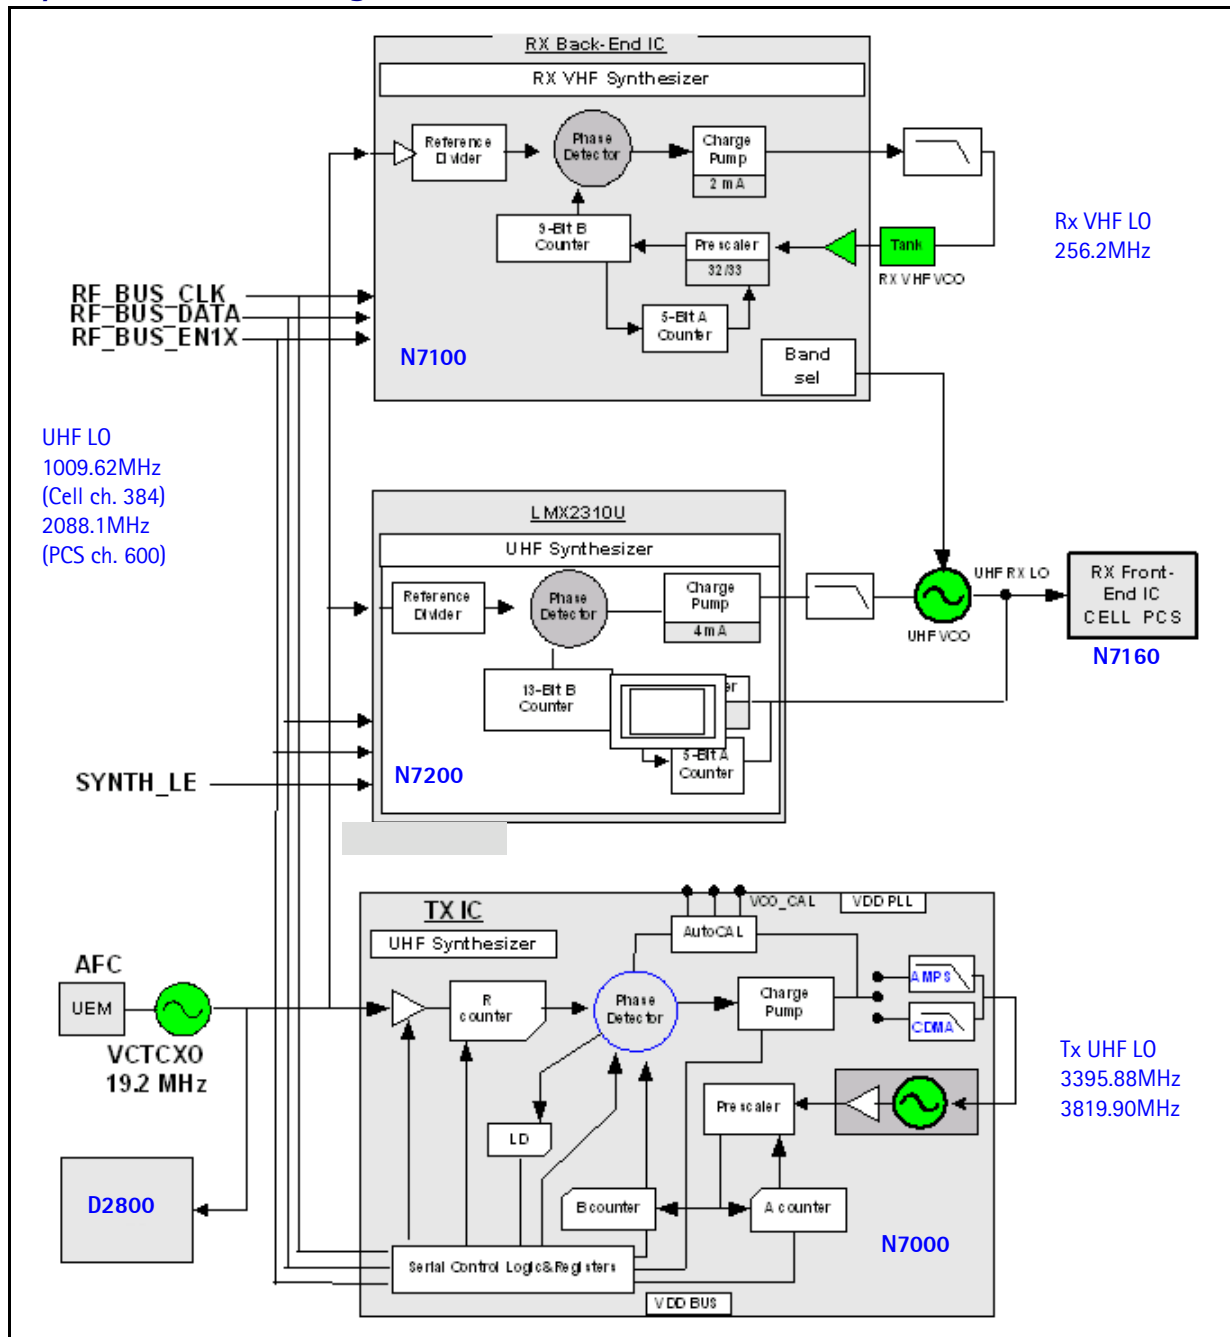 RX Back-End IC
RX VHF Synthesizer
Reference
Divider
Phase
Detector
Charge
Pump
2 mA
9-Bit B
Counter
Prescaler
32/33
Tank
RX VHF VCO
5-Bit A
Counter
Band
sel
N7100
Rx VHF LO
256.2MHz
RF_BUS_CLK
RF_BUS_DATA
RF_BUS_EN1X
UHF LO
1009.62MHz
(Cell ch. 384)
2088.1MHz
(PCS ch. 600)
LMX2310U
UHF Synthesizer
Reference
Divider
Phase
Detector
Charge
Pump
4 mA
13-Bit B
Counter
er
5-Bit A
Counter
N7200
UHF VCO
UHF RX LO
RX Front-
End IC
CELL PCS
N7160
SYNTH_LE
TX IC
UHF Synthesizer
VCO_CAL
VDD PLL
AutoCAL
R
counter
Phase
Detector
Charge
Pump
AMPS
CDMA
AFC
UEM
VCTCXO
19.2 MHz
LD
Prescaler
Tx UHF LO
3395.88MHz
3819.90MHz
D2800
B counter
A counter
N7000
Serial Control Logic&Registers
VDD BUS